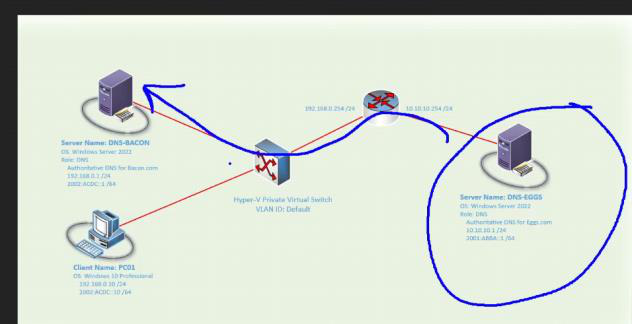 192.168.0.254 /24
10.10.10.254 /24
Server Name: DNS-BACON
OS: Windows Server 2022
Role: DNS
Authoritative DNS for Bacon.com
192.168.0.1 /24
2002:ACDC::1 /64
Hyper-V Private Virtual Switch
VLAN ID: Default
Server Name: DNS-EGGS
OS: Windows Server 2022
Role: DNS
Authoritative DNS for Eggs.com
10.10.10.1 /24
2001:ABBA::1 /64
Client Name: PC01
OS: Windows 10 Professional
192.168.0.10 /24
2002:ACDC::10 /64